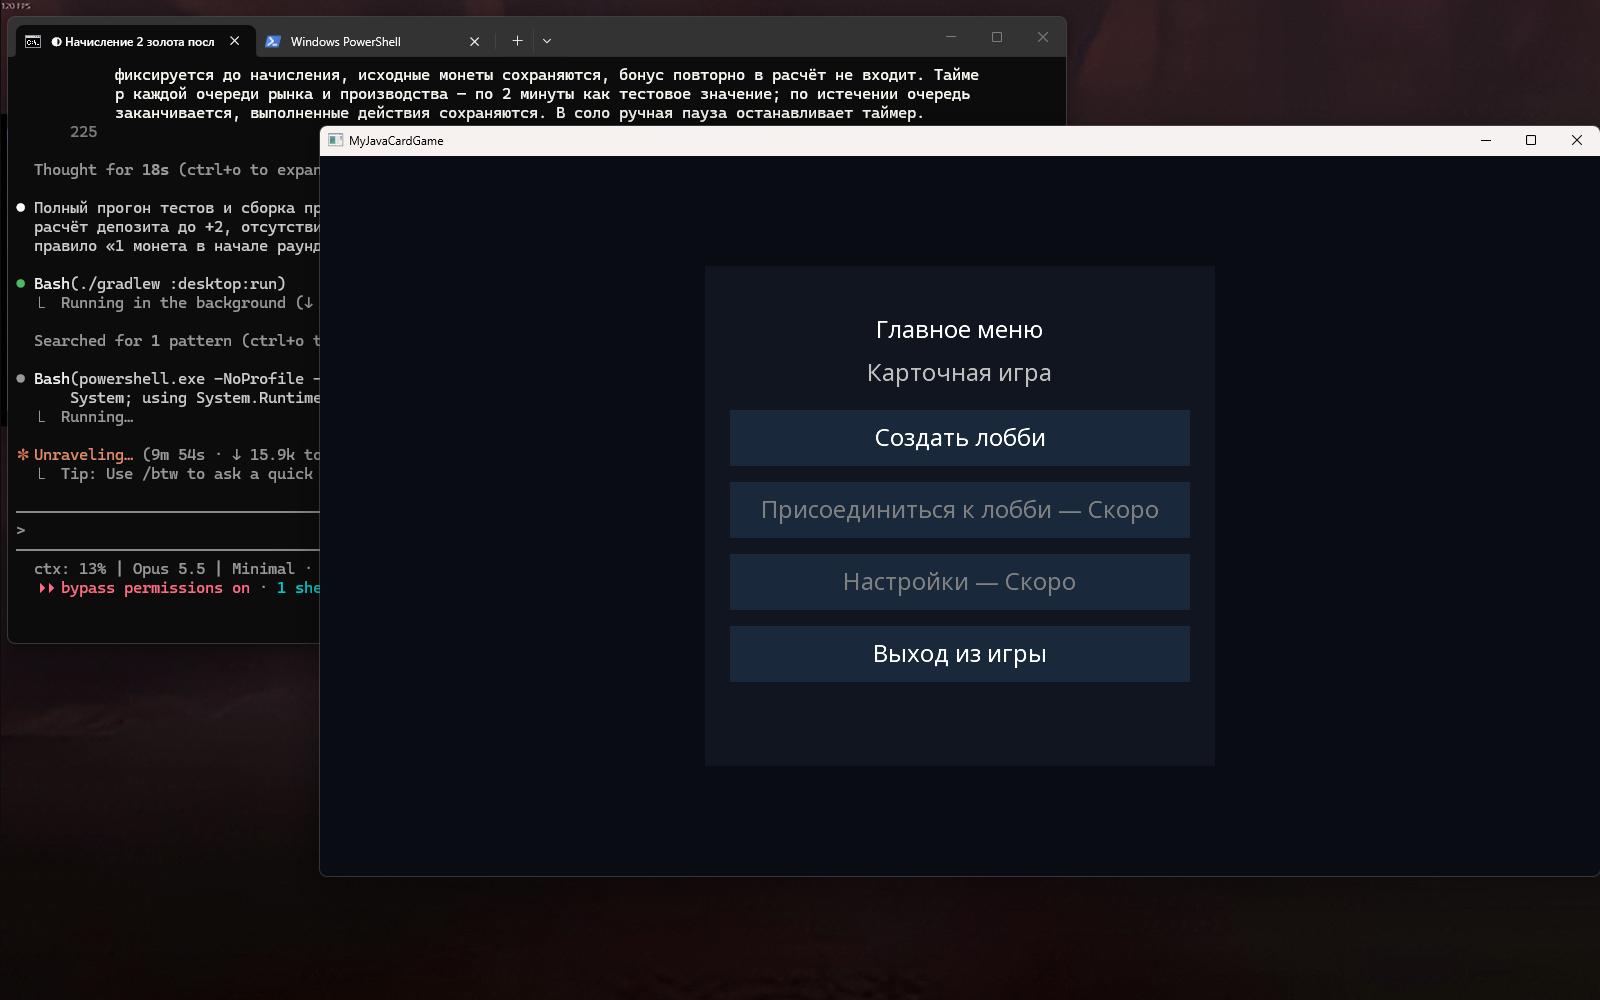 120 FPS
Начисление 2 золота посл
Windows PowerShell
фиксируется до начисления, исходные монеты сохраняются, бонус повторно в расчёт не входит. Тайме
р каждой очереди рынка и производства — по 2 минуты как тестовое значение; по истечении очередь
заканчивается, выполненные действия сохраняются. В соло ручная пауза останавливает таймер.
225
Thought for 18s (ctrl+o to expan
Полный прогон тестов и сборка пр
расчёт депозита до +2, отсутстви
правило «1 монета в начале раунд
Bash(./gradlew :desktop:run)
Running in the background (↓
Searched for 1 pattern (ctrl+o t
Bash(powershell.exe -NoProfile -
System; using System.Runtime
Running…
Unraveling… (9m 54s · ↓ 15.9k to
Tip: Use /btw to ask a quick
>
ctx: 13% | Opus 5.5 | Minimal ·
bypass permissions on · 1 she
MyJavaCardGame
Главное меню
Карточная игра
Создать лобби
Присоединиться к лобби — Скоро
Настройки — Скоро
Выход из игры